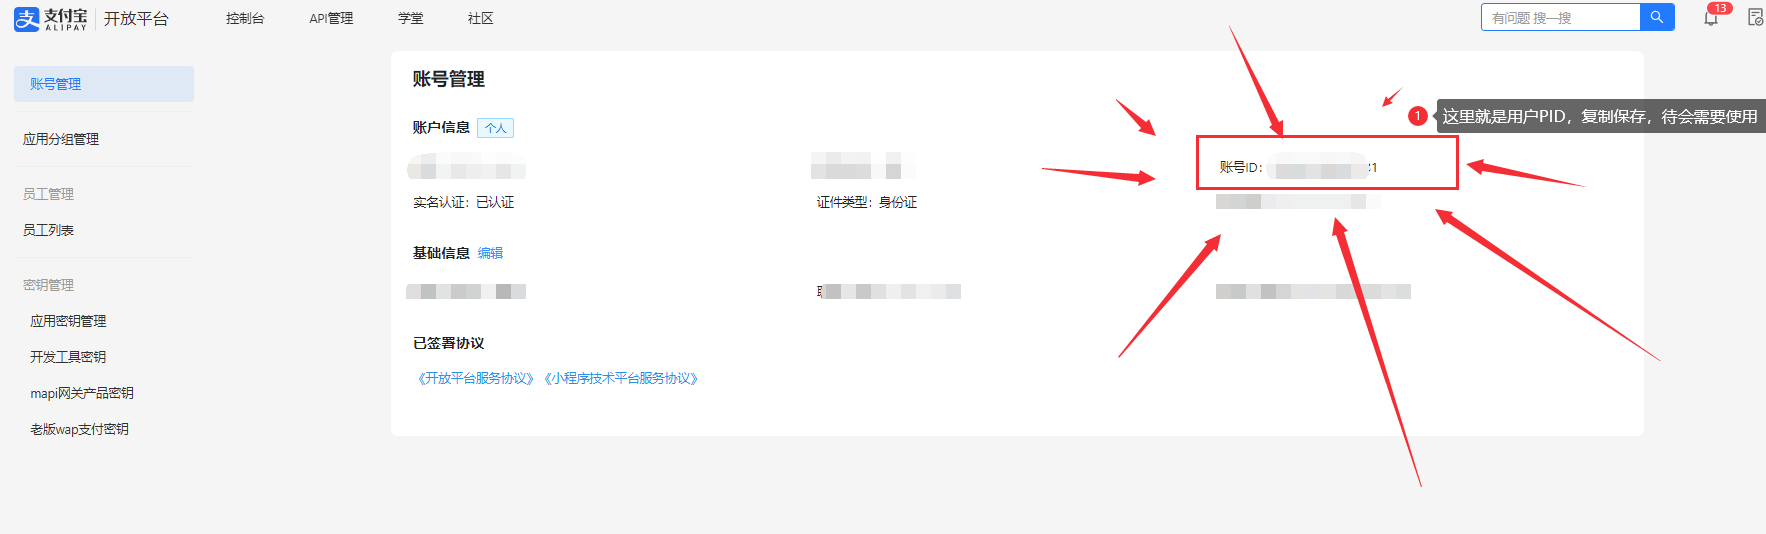 支付宝 开放平台 控制台 API管理 学堂 社区 有问题 搜一搜 13
ALIPAY
账号管理
账号管理
账户信息 个人
1 这里就是用户PID，复制保存，待会需要使用
应用分组管理
账号ID： 1
员工管理
实名认证：已认证 证件类型：身份证
员工列表
基础信息 编辑
密钥管理
应用密钥管理
已签署协议
开发工具密钥
《开放平台服务协议》 《小程序技术平台服务协议》
mapi网关产品密钥
老版wap支付密钥